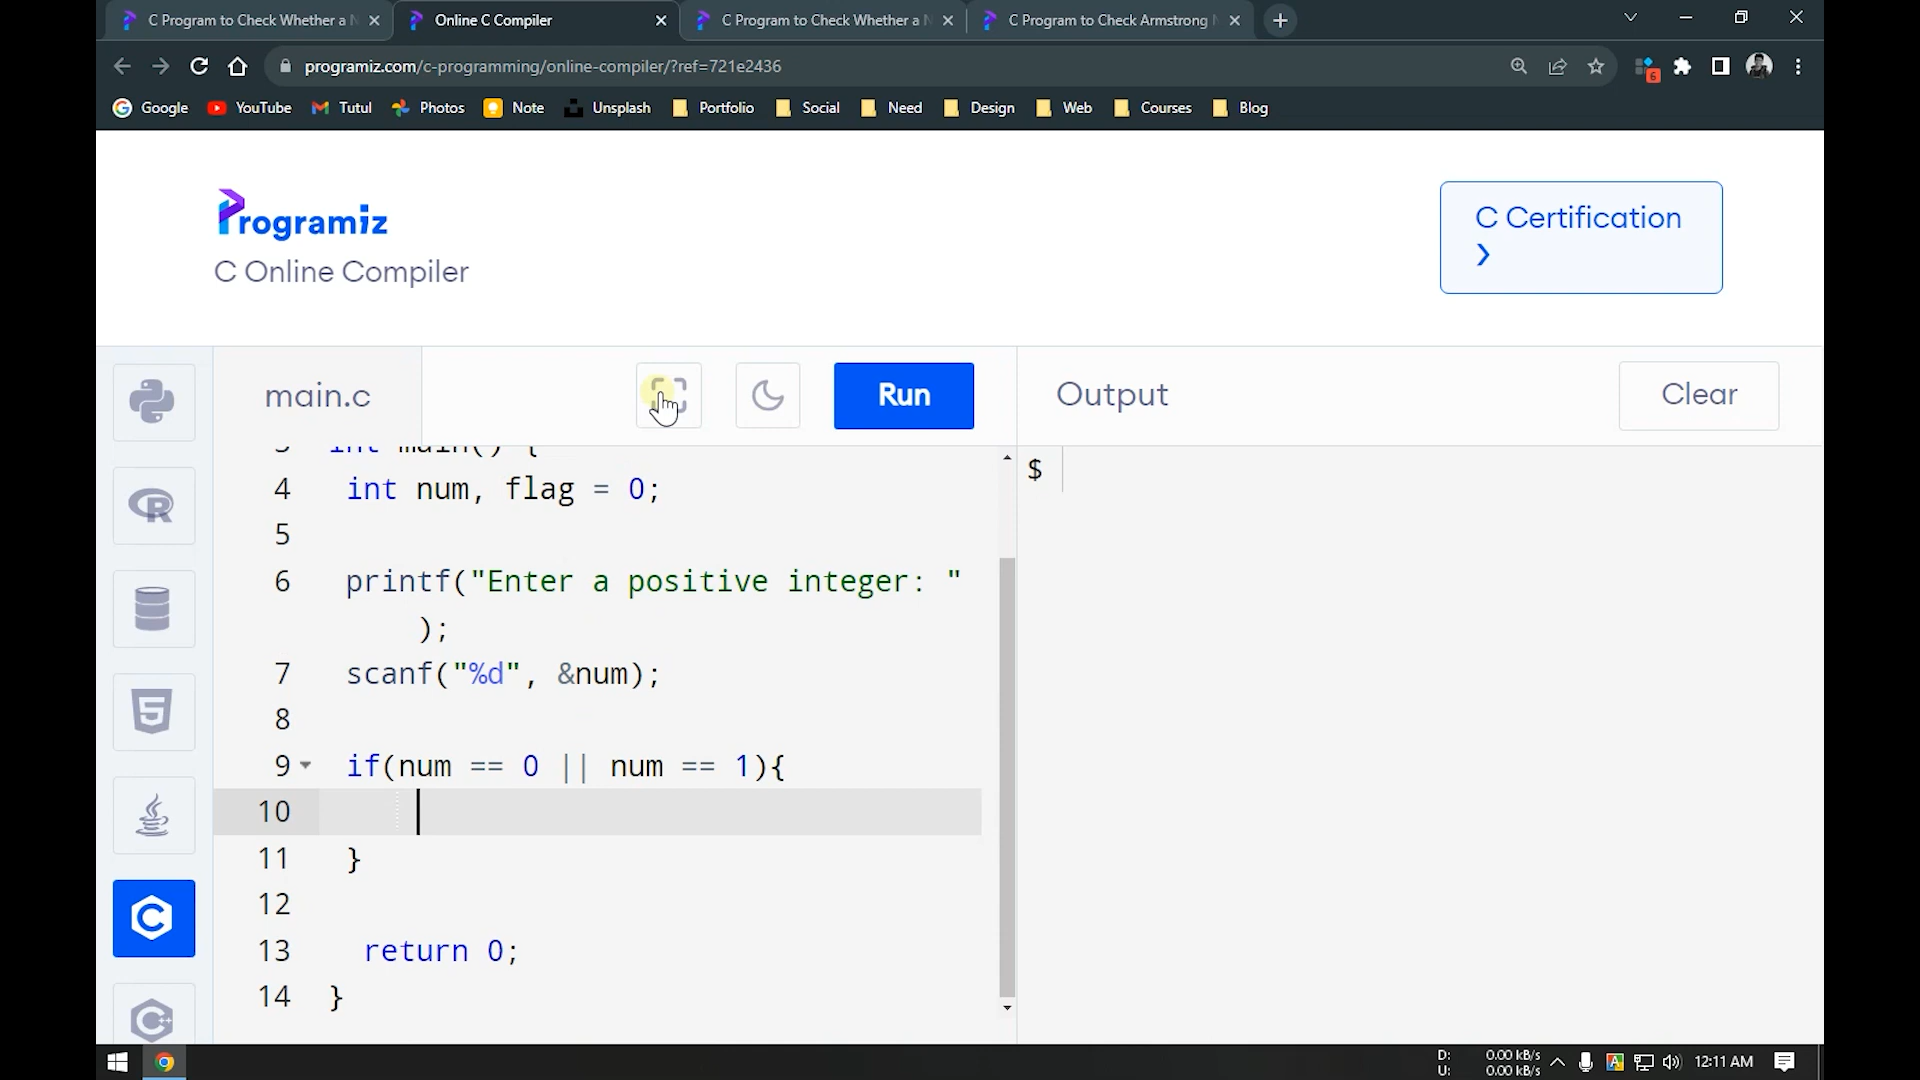 C Program to Check Whether a N
Online C Compiler
C Program to Check Whether a N
C Program to Check Armstrong N
programiz.com/c-programming/online-compiler/?ref=721e2436
6
Google
YouTube
Tutul
Photos
Note
Unsplash
Portfolio
Social
Need
Design
Web
Courses
Blog
Programiz
C Online Compiler
C Certification
main.c
Run
Output
Clear
3 int main() {
4 int num, flag = 0;
5
6 printf("Enter a positive integer: "
);
7 scanf("%d", &num);
8
9 if(num == 0 || num == 1){
10
11 }
12
13 return 0;
14 }
$
D: 0.00 kB/s
U: 0.00 kB/s
12:11 AM